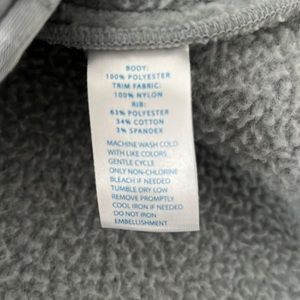 BODY:
100% POLYESTER
TRIM FABRIC:
100% NYLON
RIB:
63% POLYESTER
34% COTTON
3% SPANDEX
MACHINE WASH COLD
WITH LIKE COLORS
GENTLE CYCLE
ONLY NON-CHLORINE
BLEACH IF NEEDED
TUMBLE DRY LOW
REMOVE PROMPTLY
COOL IRON IF NEEDED
DO NOT IRON
EMBELLISHMENT